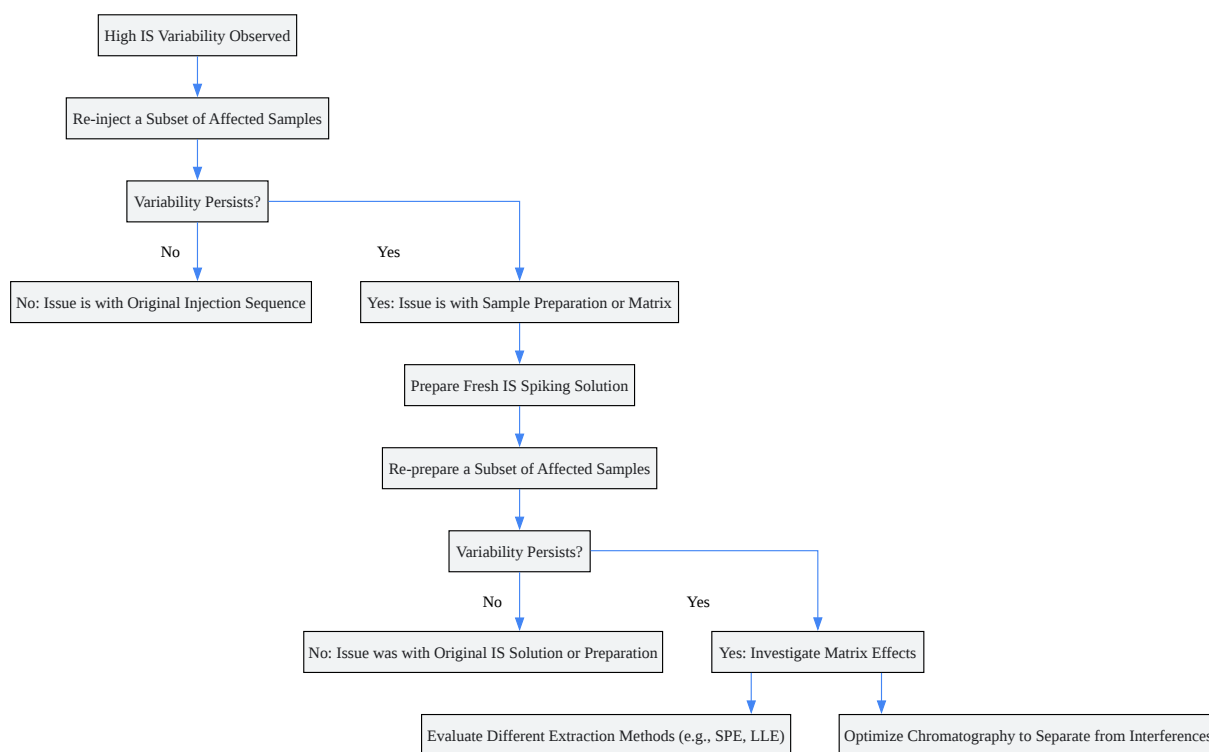 High IS Variability Observed
Re-inject a Subset of Affected Samples
Variability Persists?
No
Yes
No: Issue is with Original Injection Sequence
Yes: Issue is with Sample Preparation or Matrix
Prepare Fresh IS Spiking Solution
Re-prepare a Subset of Affected Samples
Variability Persists?
No
Yes
No: Issue was with Original IS Solution or Preparation
Yes: Investigate Matrix Effects
Evaluate Different Extraction Methods (e.g., SPE, LLE)
Optimize Chromatography to Separate from Interferences